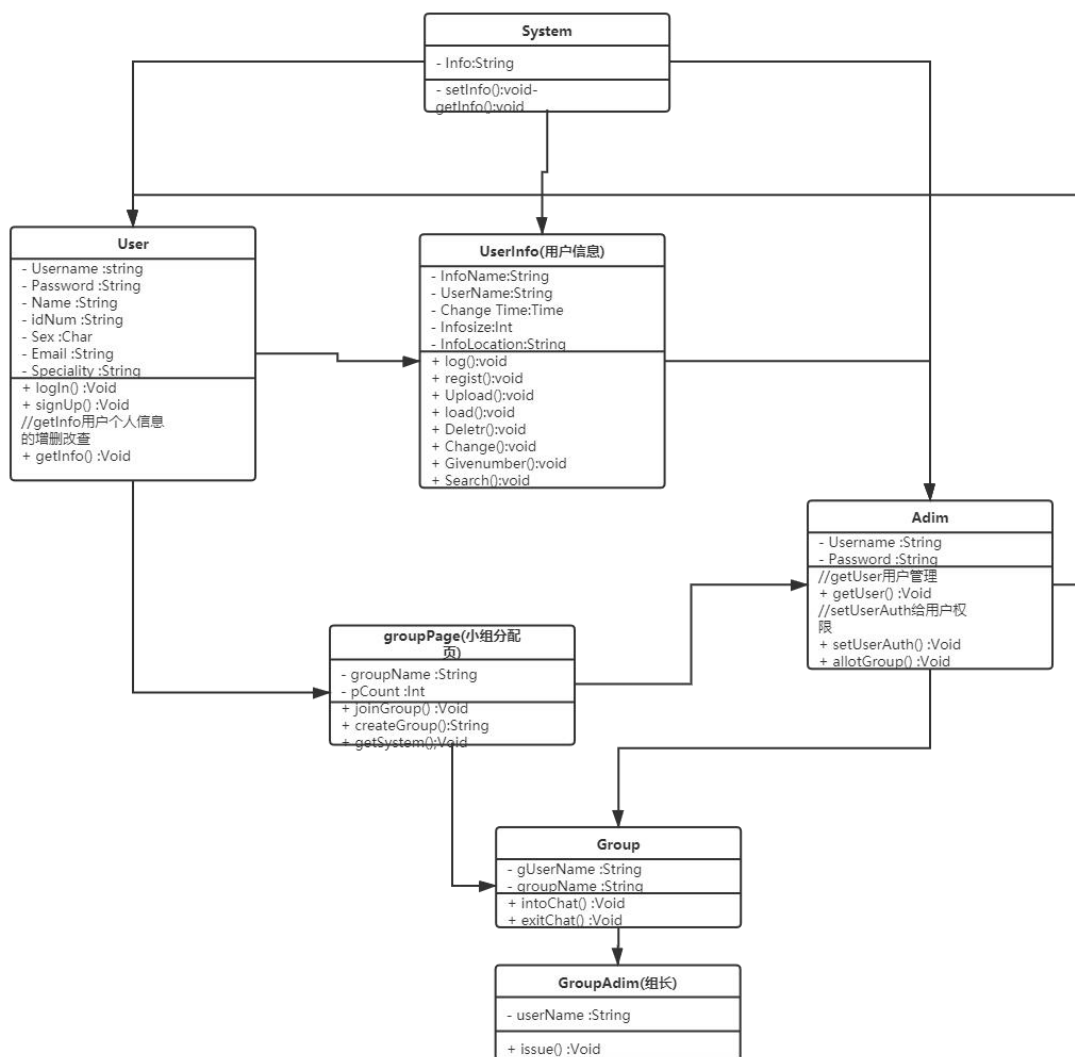 System
- Info:String
- setInfo():void-
getInfo():void
User
- Username :string
- Password :String
- Name :String
- idNum :String
- Sex :Char
- Email :String
- Speciality :String
+ logIn() :Void
+ signUp() :Void
//getInfo用户个人信息
的增删改查
+ getInfo() :Void
UserInfo(用户信息)
- InfoName:String
- UserName:String
- Change Time:Time
- Infosize:Int
- InfoLocation:String
+ log():void
+ regist():void
+ Upload():void
+ load():void
+ Deletr():void
+ Change():void
+ Givenumber():void
+ Search():void
Adim
- Username :String
- Password :String
//getUser用户管理
+ getUser() :Void
//setUserAuth给用户权
限
+ setUserAuth() :Void
+ allotGroup() :Void
groupPage(小组分配
页)
- groupName :String
- pCount :Int
+ joinGroup() :Void
+ createGroup():String
+ getSystem();Void
Group
- gUserName :String
- groupName :String
+ intoChat() :Void
+ exitChat() :Void
GroupAdim(组长)
- userName :String
+ issue() :Void